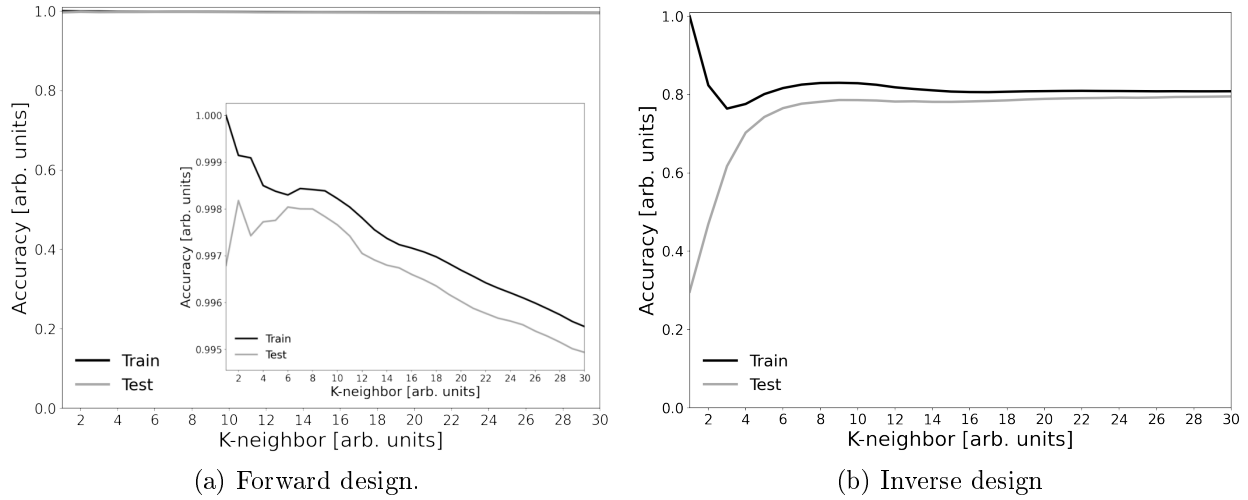 1.0
0.8
0.6
0.4
0.2
0.0
Accuracy [arb. units]
1.000
0.999
0.998
0.997
0.996
0.995
Accuracy [arb. units]
Train
Test
2 4 6 8 10 12 14 16 18 20 22 24 26 28 30
K-neighbor [arb. units]
Train
Test
2 4 6 8 10 12 14 16 18 20 22 24 26 28 30
K-neighbor [arb. units]
(a) Forward design.
1.0
0.8
0.6
0.4
0.2
0.0
Accuracy [arb. units]
Train
Test
2 4 6 8 10 12 14 16 18 20 22 24 26 28 30
K-neighbor [arb. units]
(b) Inverse design